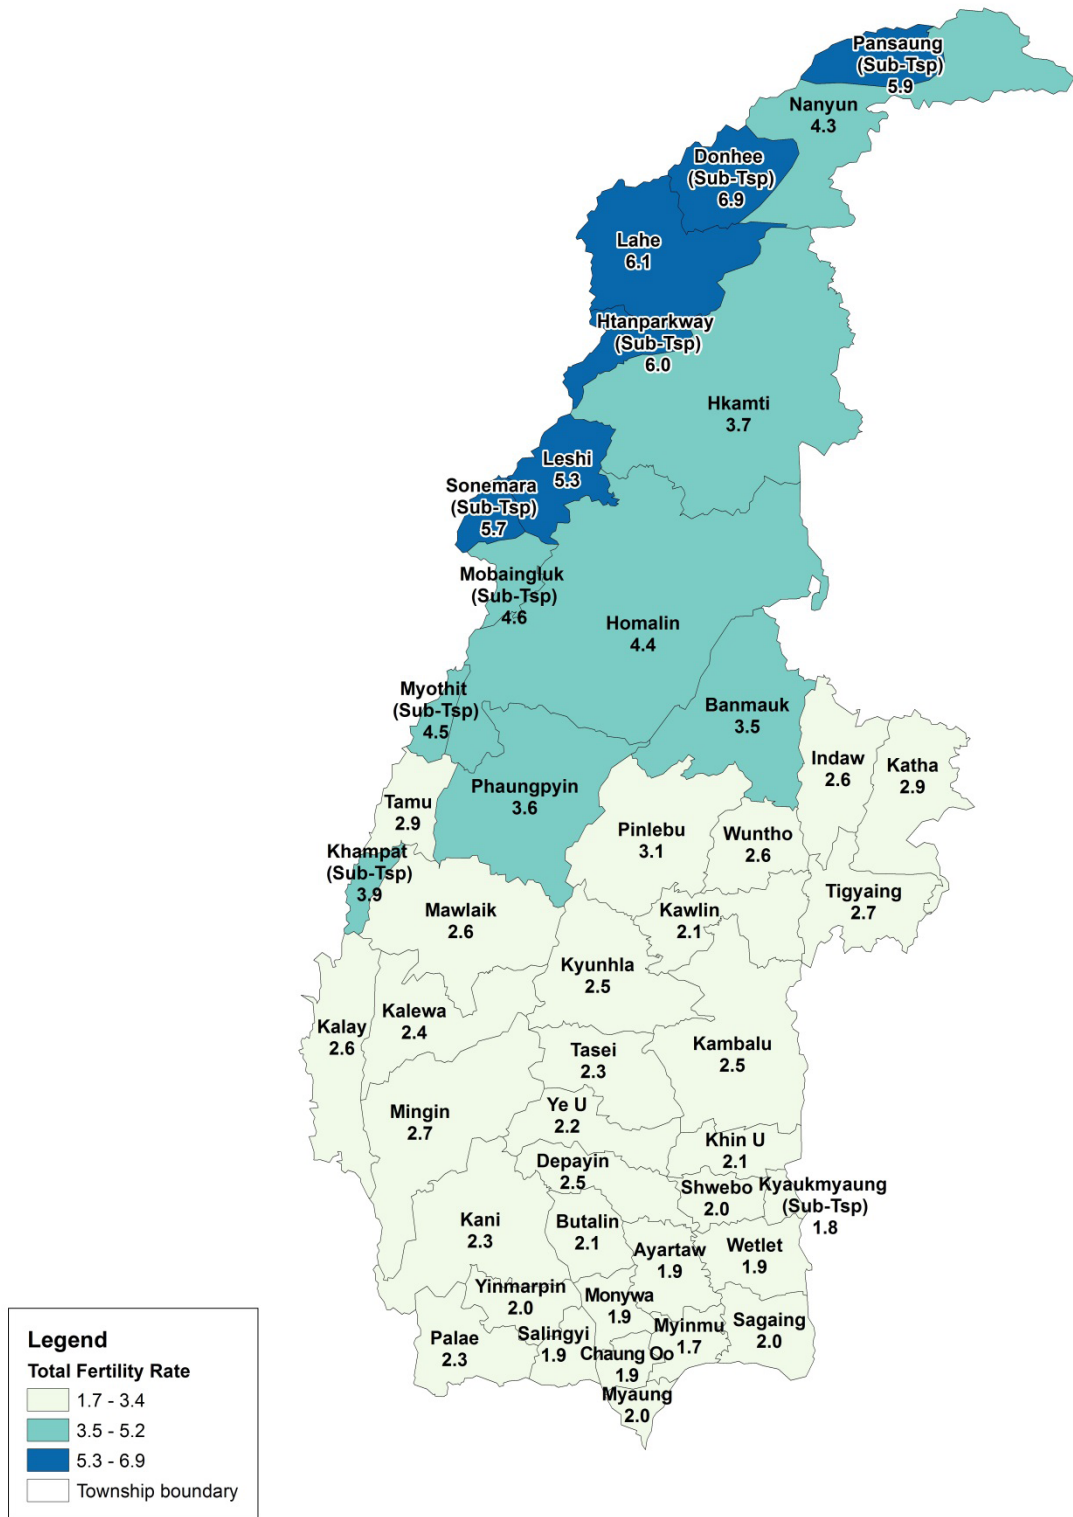 Pansaung
(Sub-Tsp)
5.9
Nanyun
4.3
Donhee
(Sub-Tsp)
6.9
Lahe
6.1
Htanparkway
(Sub-Tsp)
6.0
Hkamti
3.7
Leshi
5.3
Sonemara
(Sub-Tsp)
5.7
Mobaingluk
(Sub-Tsp)
4.6
Homalin
4.4
Myothit
(Sub-Tsp)
4.5
Banmauk
3.5
Indaw
2.6
Katha
2.9
Phaungpyin
3.6
Tamu
2.9
Pinlebu
3.1
Wuntho
2.6
Khampat
(Sub-Tsp)
3.9
Tigyaing
2.7
Mawlaik
2.6
Kawlin
2.1
Kyunhla
2.5
Kalewa
2.4
Kalay
2.6
Tasei
2.3
Kambalu
2.5
Mingin
2.7
Ye U
2.2
Khin U
2.1
Depayin
2.5
Shwebo
2.0
Kyaukmyaung
(Sub-Tsp)
1.8
Kani
2.3
Butalin
2.1
Ayartaw
1.9
Wetlet
1.9
Yinmarpin
2.0
Monywa
1.9
Sagaing
2.0
Myinmu
1.7
Palae
2.3
Salingyi
1.9
Chaung Oo
1.9
Myaung
2.0
Legend
Total Fertility Rate
1.7 - 3.4
3.5 - 5.2
5.3 - 6.9
Township boundary